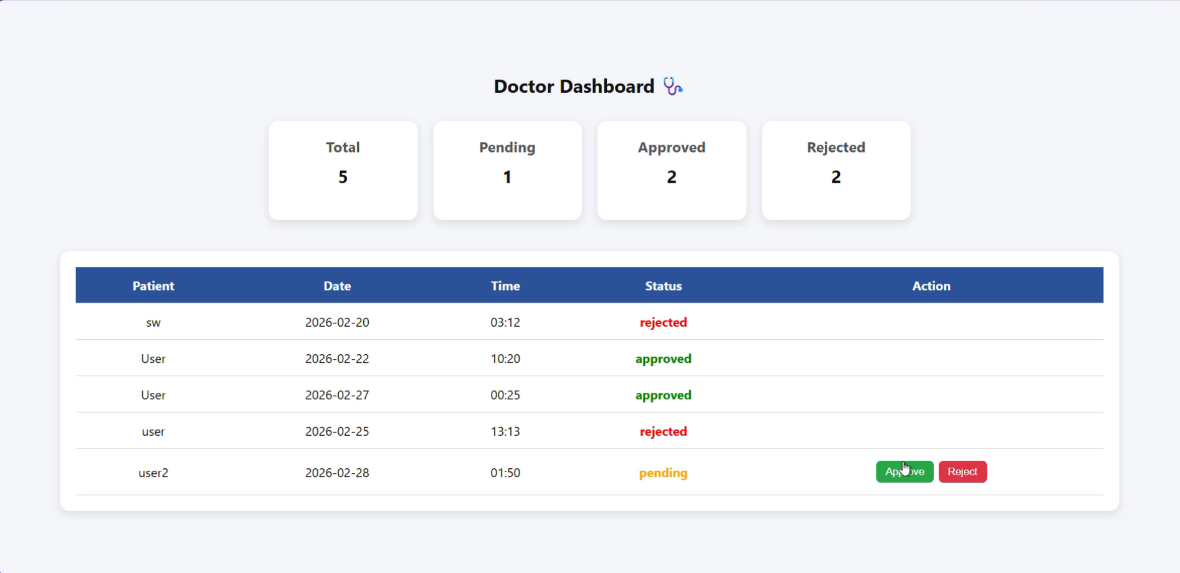 Doctor Dashboard
Total Pending Approved Rejected
5 1 2 2
Patient Date Time Status Action
sw 2026-02-20 03:12 rejected
User 2026-02-22 10:20 approved
User 2026-02-27 00:25 approved
user 2026-02-25 13:13 rejected
user2 2026-02-28 01:50 pending Approve Reject